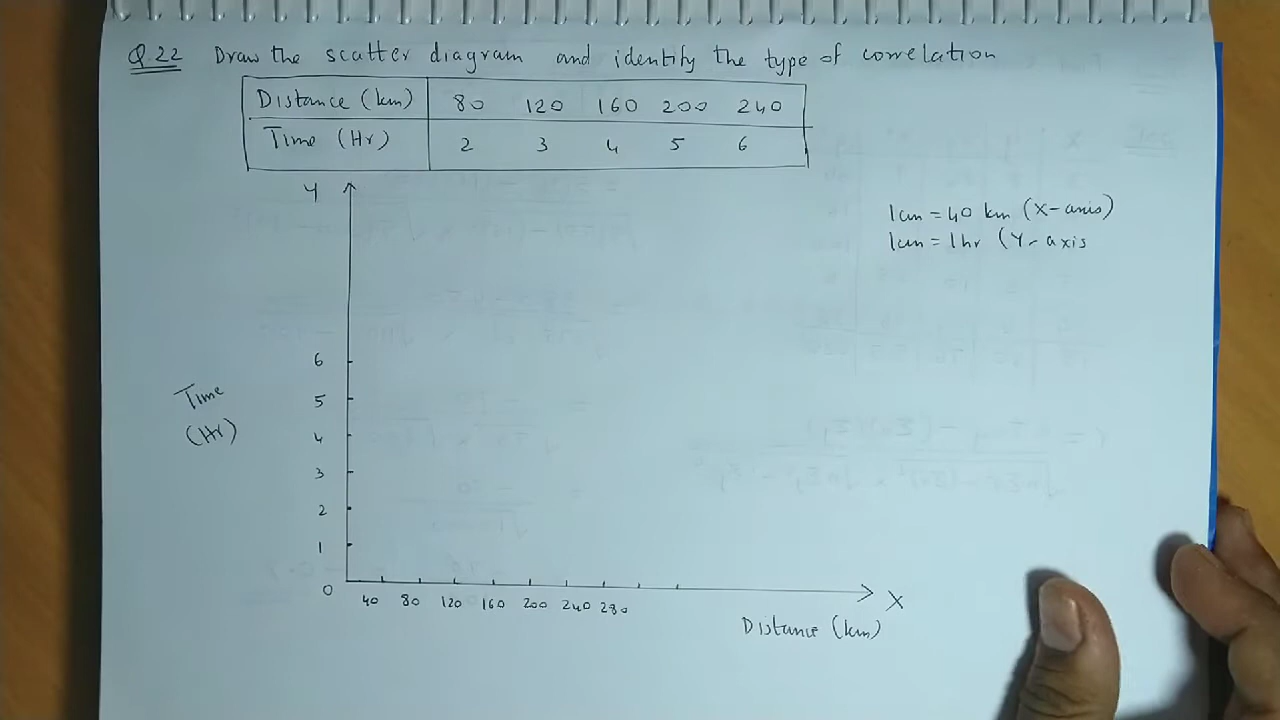 Q 22 Draw the scatter diagram and identify the type of correlation
Distance (km) 80 120 160 200 240
Time (Hr) 2 3 4 5 6
Y
1cm = 40 km (X-axis)
1cm = 1hr (Y-axis
6
5
4
3
2
1
0
Time
(Hr)
40 80 120 160 200 240 280
X
Distance (km)